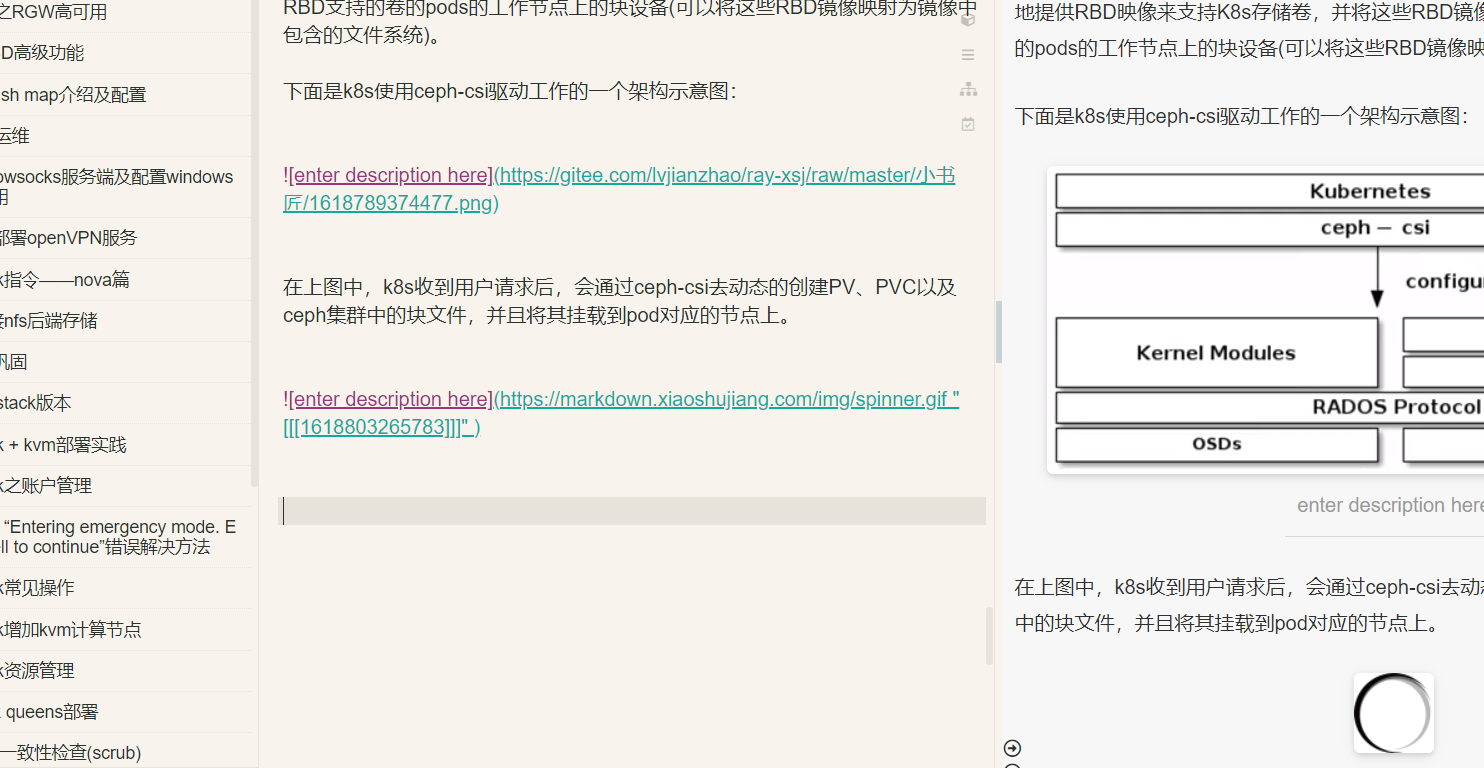 之RGW高可用
D高级功能
sh map介绍及配置
运维
owsocks服务端及配置windows
用
部署openVPN服务
k指令——nova篇
接nfs后端存储
巩固
stack版本
k + kvm部署实践
k之账户管理
“Entering emergency mode. E
ll to continue”错误解决方法
k常见操作
k增加kvm计算节点
k资源管理
queens部署
一致性检查(scrub)
RBD支持的卷的pods的工作节点上的块设备(可以将这些RBD镜像映射为镜像中
包含的文件系统)。
下面是k8s使用ceph-csi驱动工作的一个架构示意图：
![enter description here](https://gitee.com/lvjianzhao/ray-xsj/raw/master/小书
匠/1618789374477.png)
在上图中，k8s收到用户请求后，会通过ceph-csi去动态的创建PV、PVC以及
ceph集群中的块文件，并且将其挂载到pod对应的节点上。
![enter description here](https://markdown.xiaoshujiang.com/img/spinner.gif "
[[[1618803265783]]]" )
地提供RBD映像来支持K8s存储卷，并将这些RBD镜像
的pods的工作节点上的块设备(可以将这些RBD镜像映
下面是k8s使用ceph-csi驱动工作的一个架构示意图：
Kubernetes
ceph – csi
configu
Kernel Modules
RADOS Protocol
OSDs
enter description here
在上图中，k8s收到用户请求后，会通过ceph-csi去动态
中的块文件，并且将其挂载到pod对应的节点上。